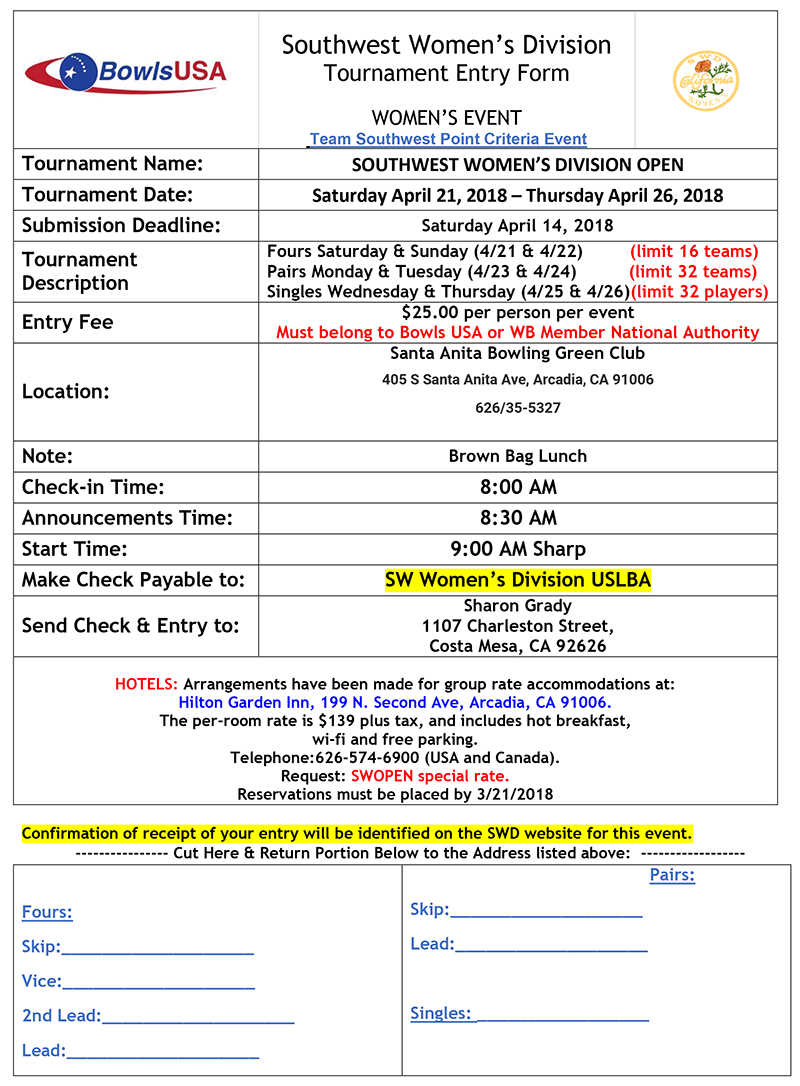 BowlsUSA
Southwest Women's Division
Tournament Entry Form
WOMEN'S EVENT
Team Southwest Point Criteria Event
SWD
California
WOMEN'S
Tournament Name: SOUTHWEST WOMEN'S DIVISION OPEN
Tournament Date: Saturday April 21, 2018 – Thursday April 26, 2018
Submission Deadline: Saturday April 14, 2018
Tournament Description
Fours Saturday & Sunday (4/21 & 4/22) (limit 16 teams)
Pairs Monday & Tuesday (4/23 & 4/24) (limit 32 teams)
Singles Wednesday & Thursday (4/25 & 4/26)(limit 32 players)
Entry Fee
$25.00 per person per event
Must belong to Bowls USA or WB Member National Authority
Location:
Santa Anita Bowling Green Club
405 S Santa Anita Ave, Arcadia, CA 91006
626/35-5327
Note: Brown Bag Lunch
Check-in Time: 8:00 AM
Announcements Time: 8:30 AM
Start Time: 9:00 AM Sharp
Make Check Payable to: SW Women's Division USLBA
Send Check & Entry to:
Sharon Grady
1107 Charleston Street,
Costa Mesa, CA 92626
HOTELS: Arrangements have been made for group rate accommodations at:
Hilton Garden Inn, 199 N. Second Ave, Arcadia, CA 91006.
The per-room rate is $139 plus tax, and includes hot breakfast,
wi-fi and free parking.
Telephone:626-574-6900 (USA and Canada).
Request: SWOPEN special rate.
Reservations must be placed by 3/21/2018
Confirmation of receipt of your entry will be identified on the SWD website for this event.
---------------- Cut Here & Return Portion Below to the Address listed above: ------------------
Fours:
Skip:____________________
Vice:____________________
2nd Lead:____________________
Lead:____________________
Pairs:
Skip:____________________
Lead:____________________
Singles: __________________